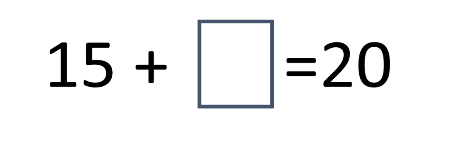 15 + □ =20